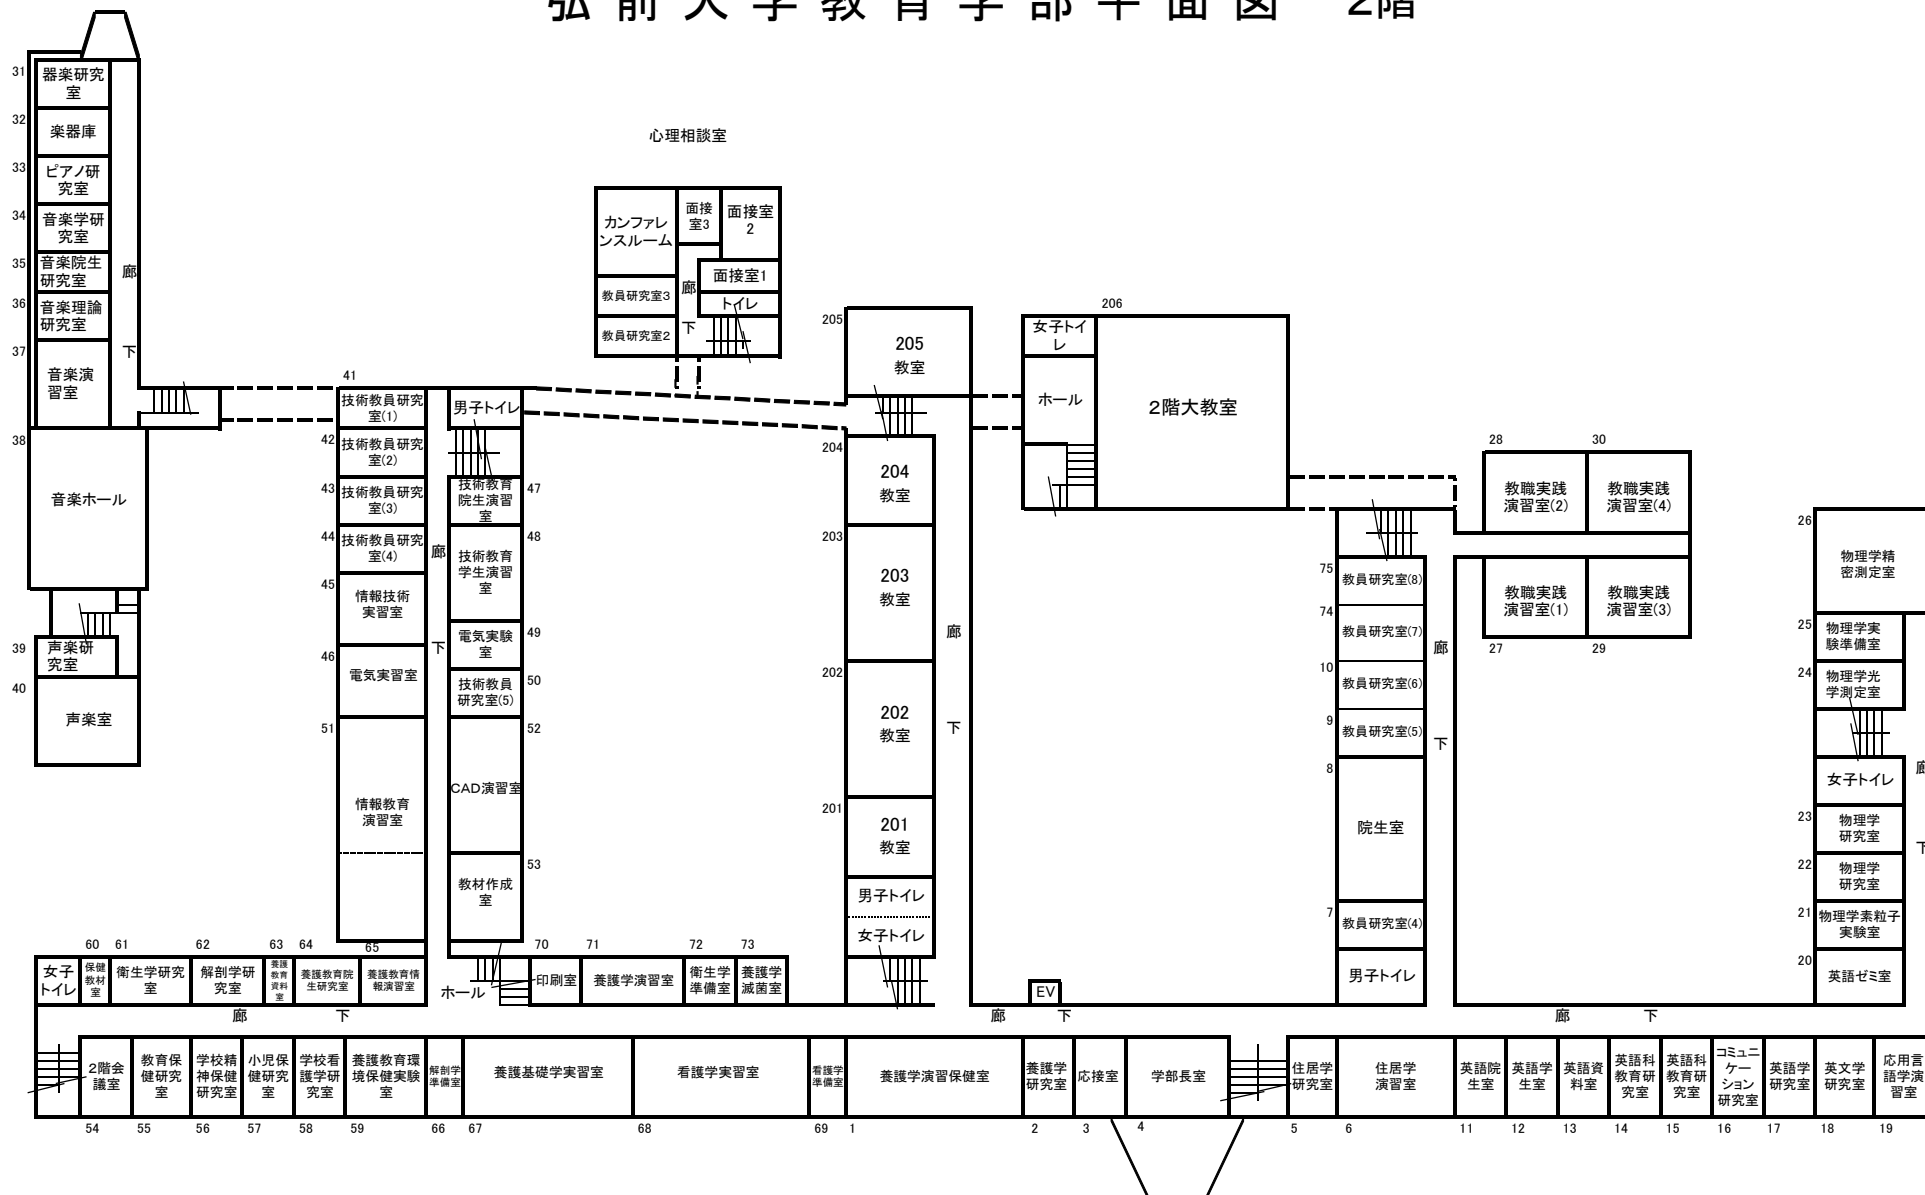 弘前大学教育学部平面図 2階
31
器楽研究
室
32
楽器庫
33
ピアノ研
究室
34
音楽学研
究室
35
音楽院生
研究室
36
音楽理論
研究室
37
音楽演
習室
廊
下
38
音楽ホール
39
声楽研
究室
40
声楽室
心理相談室
カンファレ
ンスルーム
面接
室3
面接室
2
面接室1
トイレ
教員研究室3
教員研究室2
廊
下
41
技術教員研究
室(1)
42
技術教員研究
室(2)
43
技術教員研究
室(3)
44
技術教員研究
室(4)
45
情報技術
実習室
46
電気実習室
51
情報教育
演習室
廊
下
男子トイレ
47
技術教育
院生演習
室
48
技術教育
学生演習
室
49
電気実験
室
50
技術教員
研究室(5)
52
CAD演習室
53
教材作成
室
205
205
教室
204
204
教室
203
203
教室
202
202
教室
201
201
教室
男子トイレ
女子トイレ
廊
下
206
女子トイ
レ
ホール
2階大教室
28
教職実践
演習室(2)
30
教職実践
演習室(4)
27
教職実践
演習室(1)
29
教職実践
演習室(3)
75
教員研究室(8)
74
教員研究室(7)
10
教員研究室(6)
9
教員研究室(5)
8
院生室
7
教員研究室(4)
男子トイレ
廊
下
26
物理学精
密測定室
25
物理学実
験準備室
24
物理学光
学測定室
女子トイレ
23
物理学
研究室
22
物理学
研究室
21
物理学素粒子
実験室
20
英語ゼミ室
廊
下
女子
トイレ
60
保健
教材
室
61
衛生学研究
室
62
解剖学研
究室
63
養護
教育
資料
室
64
養護教育院
生研究室
65
養護教育情
報演習室
ホール
70
印刷室
71
養護学演習室
72
衛生学
準備室
73
養護学
滅菌室
EV
廊 下
廊 下
廊 下
2階会
議室
54
教育保
健研究
室
55
学校精
神保健
研究室
56
小児保
健研究
室
57
学校看
護学研
究室
58
養護教育環
境保健実験
室
59
解剖学
準備室
66
養護基礎学実習室
67
看護学実習室
68
看護学
準備室
69
養護学演習保健室
1
養護学
研究室
2
応接室
3
学部長室
4
住居学
研究室
5
住居学
演習室
6
英語院
生室
11
英語学
生室
12
英語資
料室
13
英語科
教育研
究室
14
英語科
教育研
究室
15
コミュニ
ケー
ション
研究室
16
英語学
研究室
17
英文学
研究室
18
応用言
語学演
習室
19